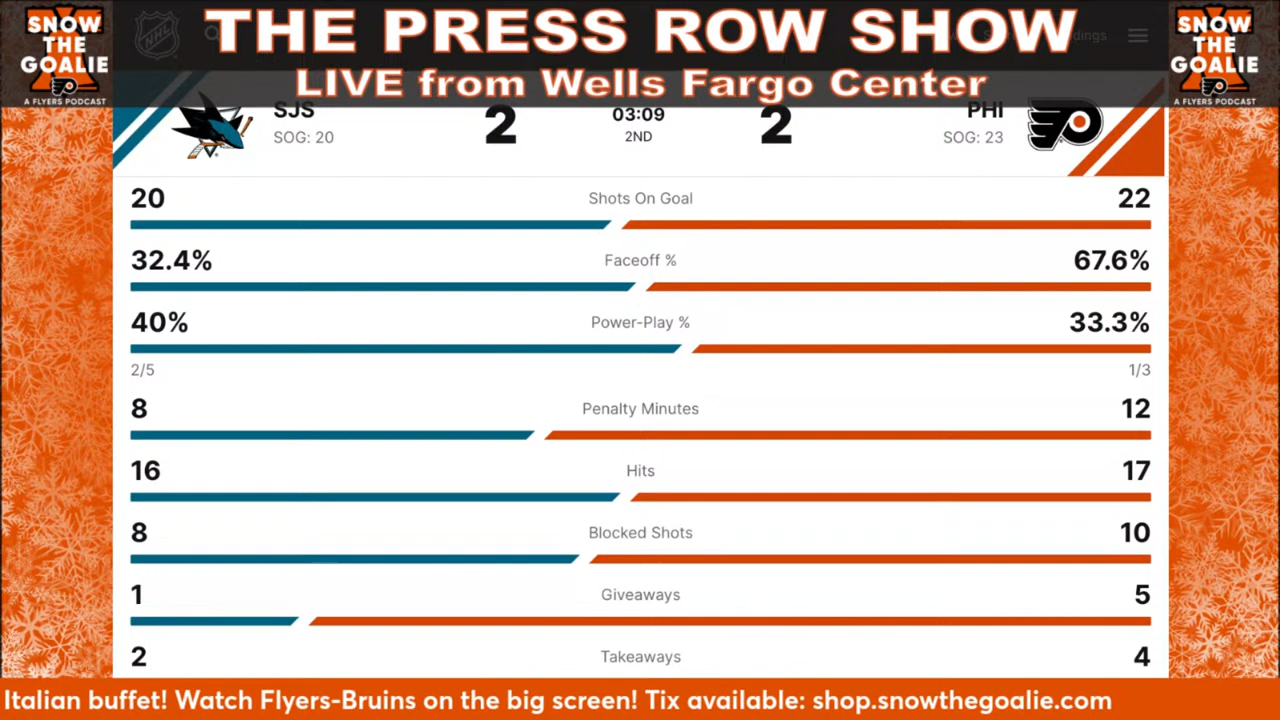 THE PRESS ROW SHOW
LIVE from Wells Fargo Center
SNOW
THE
GOALIE
A FLYERS PODCAST
SNOW
THE
GOALIE
A FLYERS PODCAST
NHL
SJS
SOG: 20
2
03:09
2ND
2
PHI
SOG: 23
20 Shots On Goal 22
32.4% Faceoff % 67.6%
40% Power-Play % 33.3%
2/5 1/3
8 Penalty Minutes 12
16 Hits 17
8 Blocked Shots 10
1 Giveaways 5
2 Takeaways 4
Italian buffet! Watch Flyers-Bruins on the big screen! Tix available: shop.snowthegoalie.com